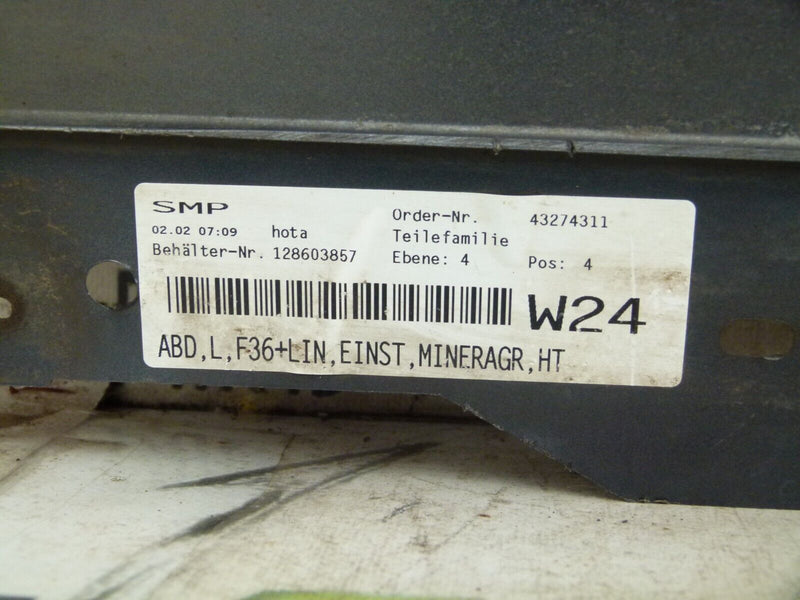 SMP
Order-Nr. 43274311
02.02 07:09 hota
Teilefamilie
Behälter-Nr. 128603857
Ebene: 4 Pos: 4
W24
ABD,L,F36+LIN,EINST,MINERAGR,HT